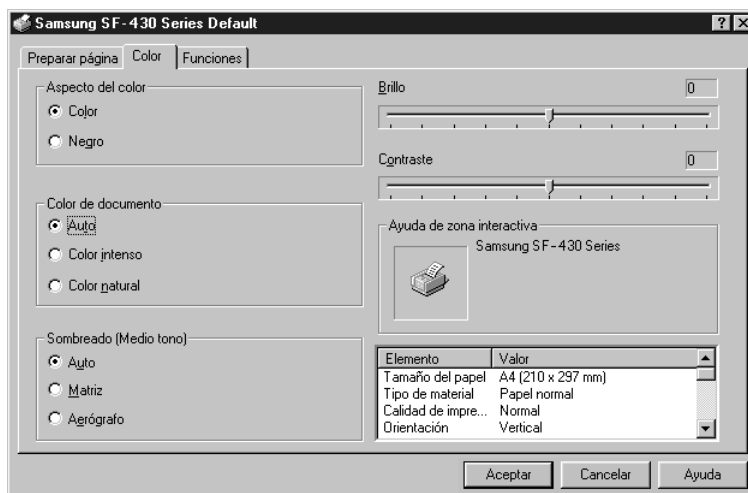 Samsung SF-430 Series Default
Preparar página Color Funciones
Aspecto del color
Color
Negro
Color de documento
Auto
Color intenso
Color natural
Sombreado (Medio tono)
Auto
Matriz
Aerógrafo
Brillo 0
Contraste 0
Ayuda de zona interactiva
Samsung SF-430 Series
Elemento Valor
Tamaño del papel A4 (210 x 297 mm)
Tipo de material Papel normal
Calidad de impre... Normal
Orientación Vertical
Aceptar Cancelar Ayuda